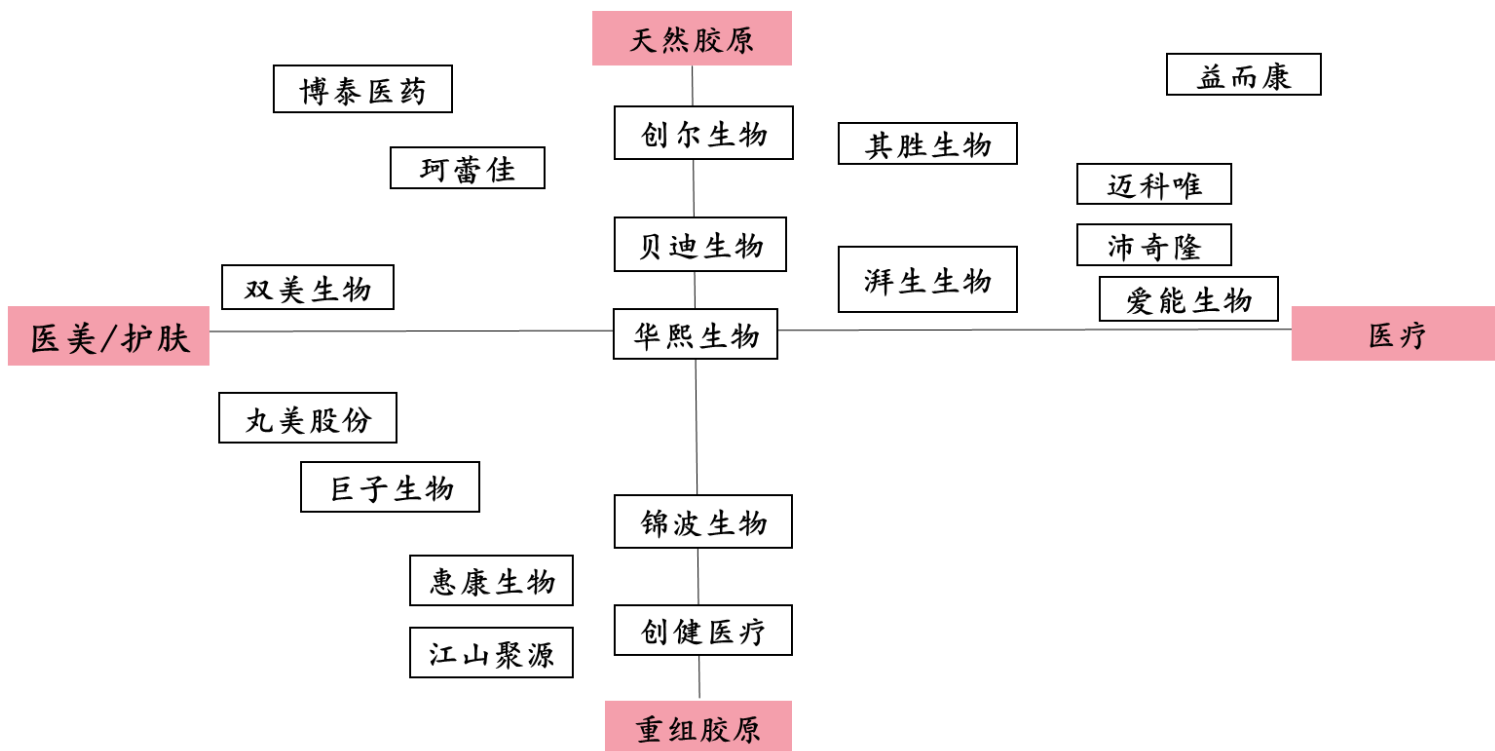 天然胶原
益而康
博泰医药
创尔生物
其胜生物
珂蕾佳
迈科唯
贝迪生物
沛奇隆
湃生生物
双美生物
爱能生物
医美/护肤
华熙生物
医疗
丸美股份
巨子生物
锦波生物
惠康生物
创健医疗
江山聚源
重组胶原